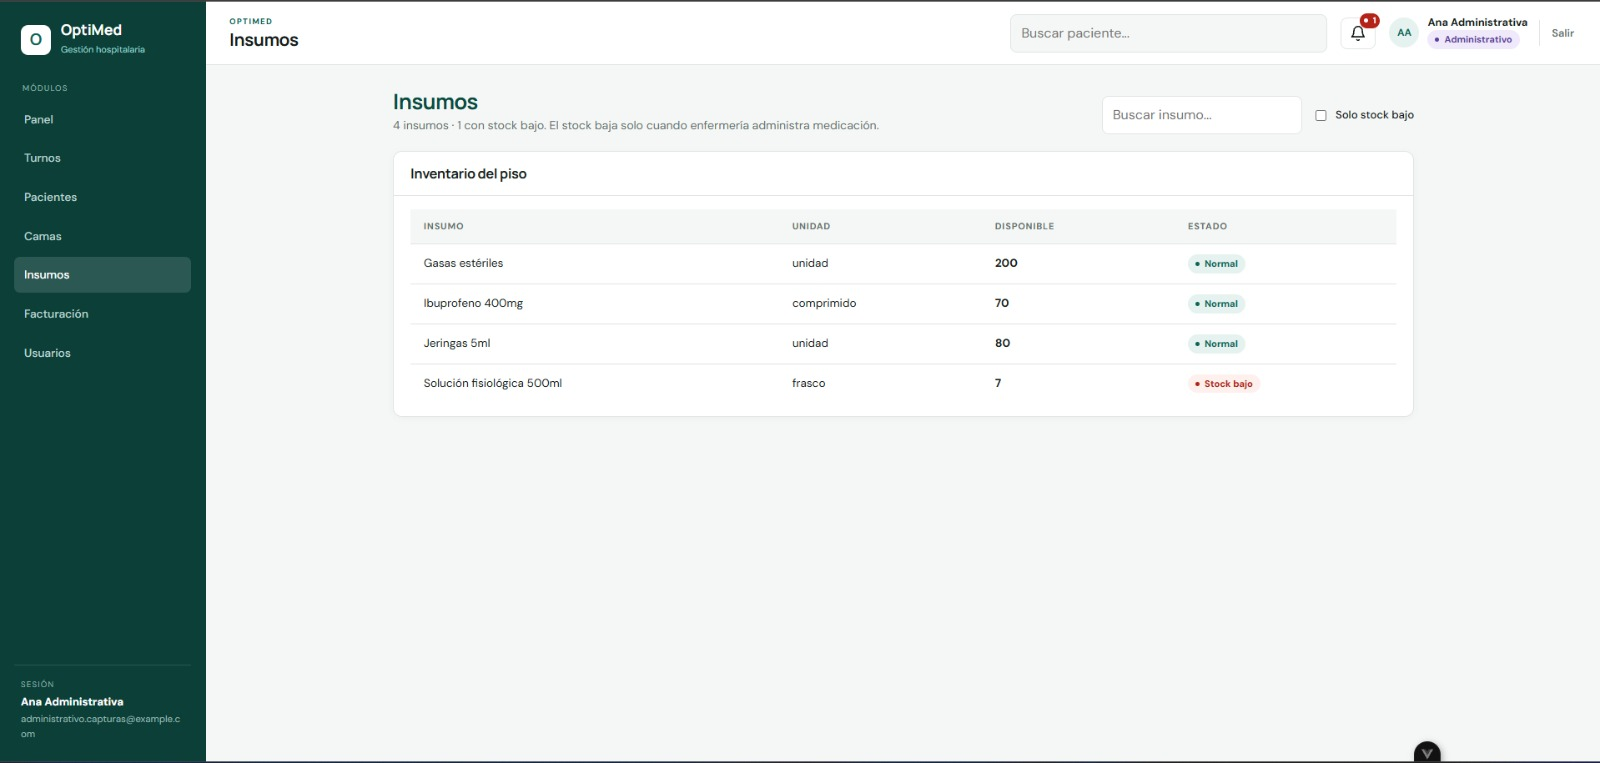 O
OptiMed
Gestión hospitalaria
MÓDULOS
Panel
Turnos
Pacientes
Camas
Insumos
Facturación
Usuarios
SESIÓN
Ana Administrativa
administrativo.capturas@example.c
om
OPTIMED
Insumos
Buscar paciente...
1
AA
Ana Administrativa
Administrativo
Salir
Insumos
4 insumos · 1 con stock bajo. El stock baja solo cuando enfermería administra medicación.
Buscar insumo...
Solo stock bajo
Inventario del piso
INSUMO UNIDAD DISPONIBLE ESTADO
Gasas estériles unidad 200 Normal
Ibuprofeno 400mg comprimido 70 Normal
Jeringas 5ml unidad 80 Normal
Solución fisiológica 500ml frasco 7 Stock bajo